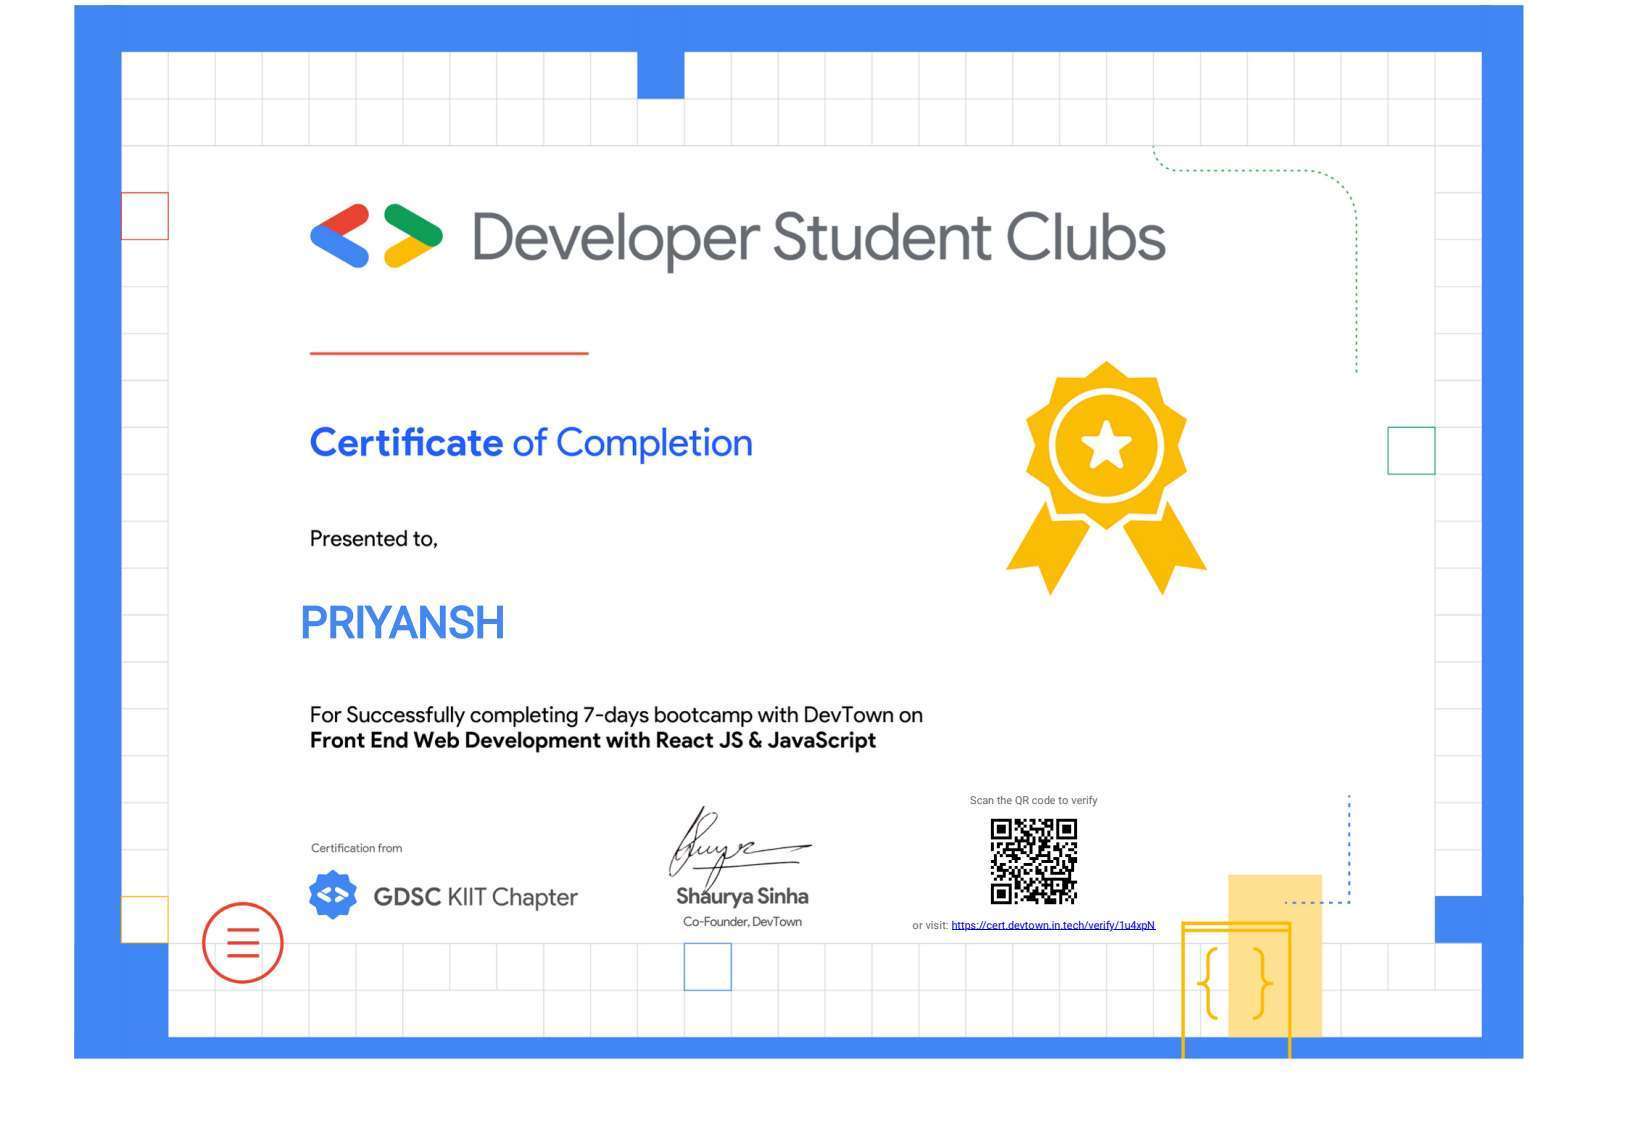 Developer Student Clubs
Certificate of Completion
Presented to,
PRIYANSH
For Successfully completing 7-days bootcamp with DevTown on
Front End Web Development with React JS & JavaScript
Certification from
GDSC KIIT Chapter
Shaurya Sinha
Co-Founder, DevTown
Scan the QR code to verify
or visit: https://cert.devtown.in.tech/verify/1u4xpN
{ }